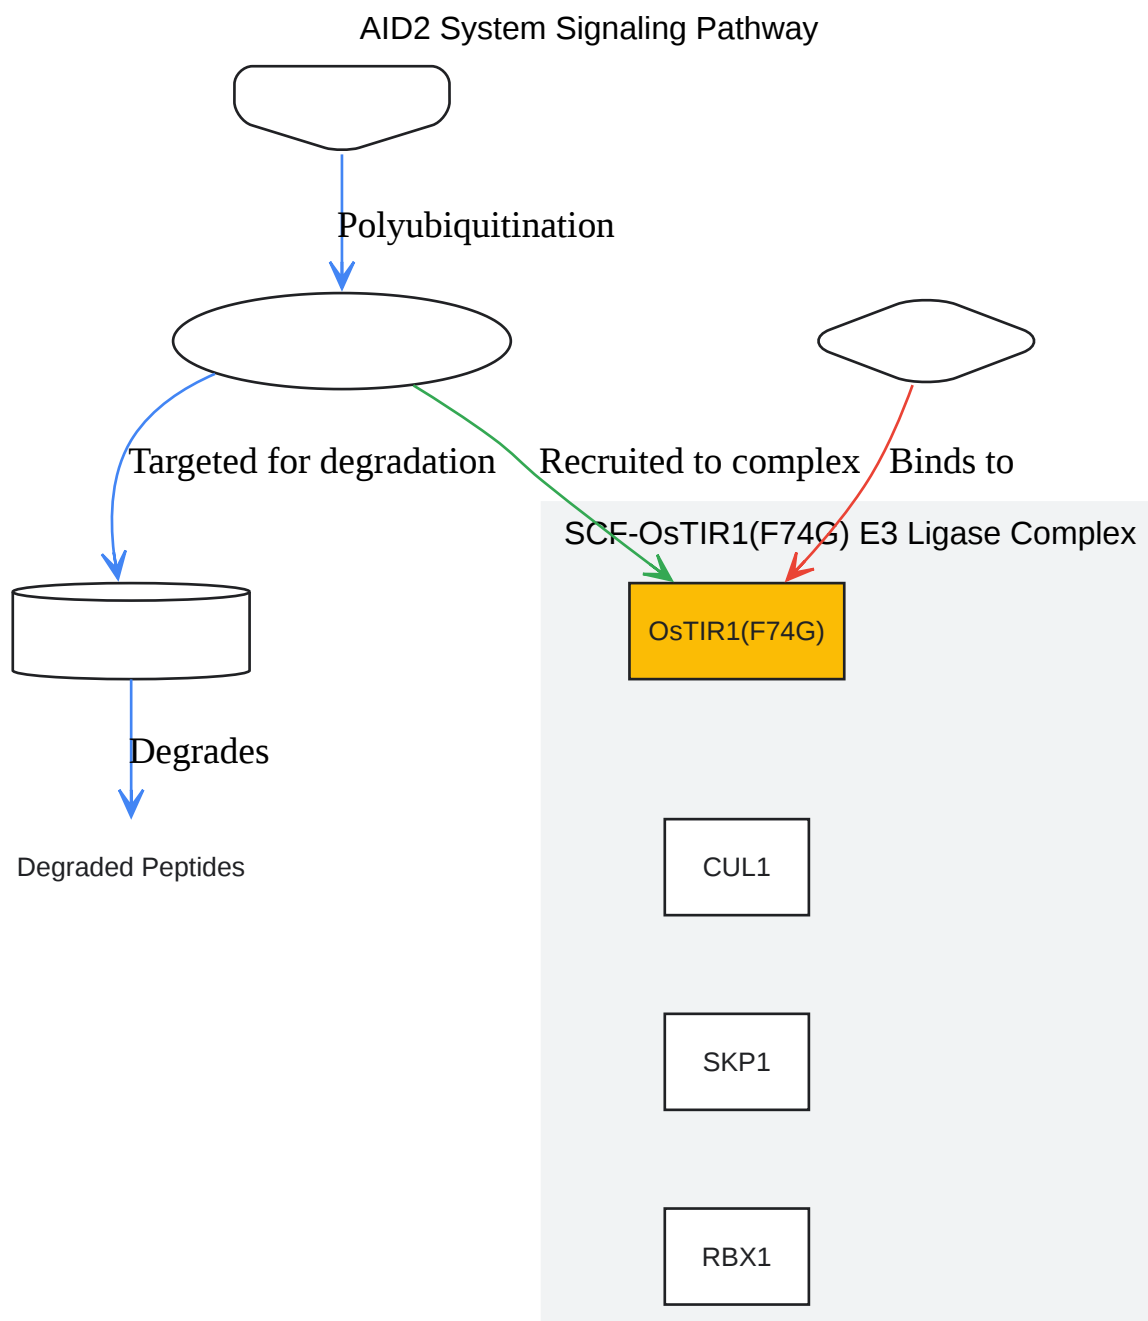 AID2 System Signaling Pathway
Polyubiquitination
Targeted for degradation
Recruited to complex
Binds to
SCF-OsTIR1(F74G) E3 Ligase Complex
OsTIR1(F74G)
Degrades
Degraded Peptides
CUL1
SKP1
RBX1